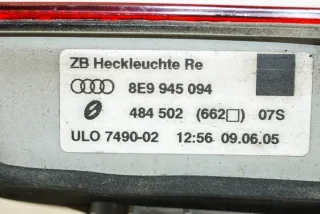 ZB Heckleuchte Re
8E9 945 094
484 502 (662□) 07S
ULO 7490-02 12:56 09.06.05